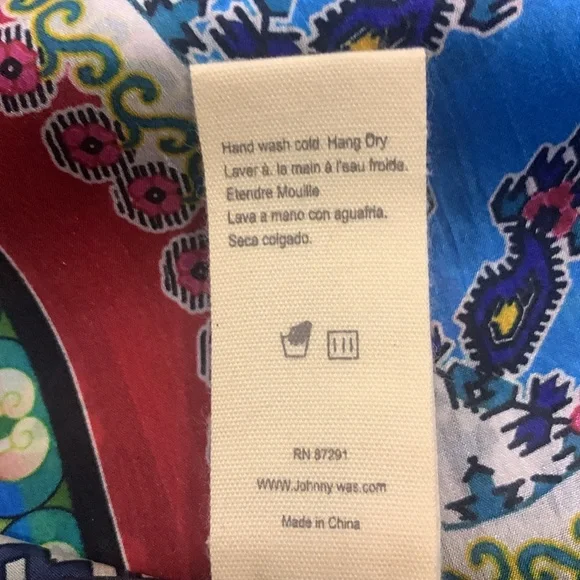 Hand wash cold. Hang Dry
Laver à. la main à l'eau froide.
Etendre Mouille
Lava a mano con aguafria.
Seca colgado.
RN 87291
WWW.Johnny was.com
Made in China